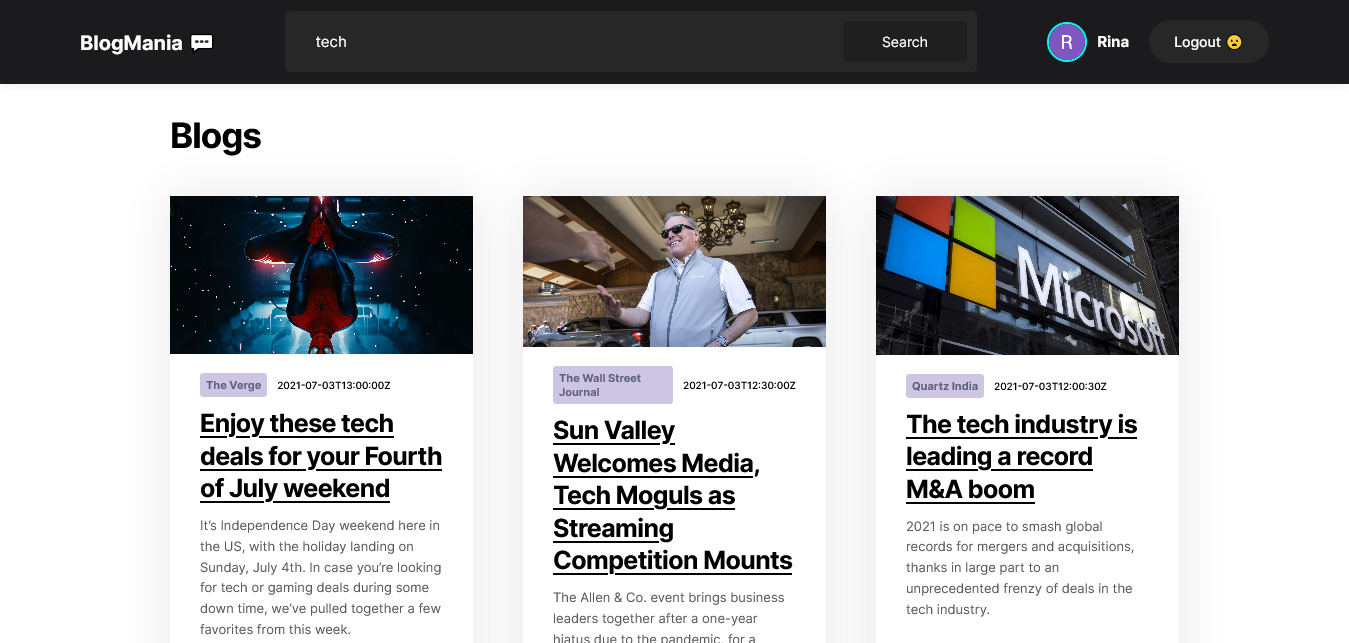 BlogMania 💬
tech
Search
R
Rina
Logout 😧
Blogs
Microsoft
The Verge
2021-07-03T13:00:00Z
Enjoy these tech
deals for your Fourth
of July weekend
It’s Independence Day weekend here in
the US, with the holiday landing on
Sunday, July 4th. In case you’re looking
for tech or gaming deals during some
down time, we’ve pulled together a few
favorites from this week.
The Wall Street
Journal
2021-07-03T12:30:00Z
Sun Valley
Welcomes Media,
Tech Moguls as
Streaming
Competition Mounts
The Allen & Co. event brings business
leaders together after a one-year
hiatus due to the pandemic, for a
Quartz India
2021-07-03T12:00:30Z
The tech industry is
leading a record
M&A boom
2021 is on pace to smash global
records for mergers and acquisitions,
thanks in large part to an
unprecedented frenzy of deals in the
tech industry.